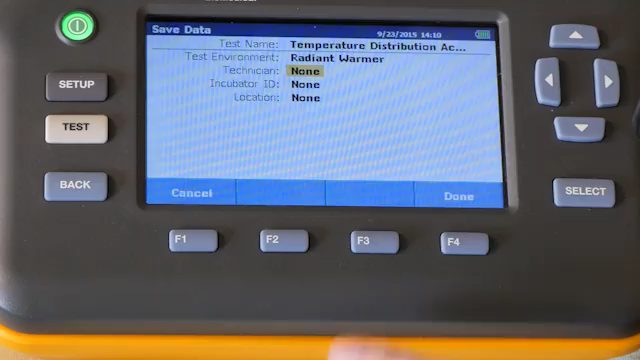 Save Data
9/23/2015 14:10
Test Name: Temperature Distribution Ac...
Test Environment: Radiant Warmer
Technician: None
Incubator ID: None
Location: None
Cancel Done
SETUP
TEST
BACK
SELECT
F1 F2 F3 F4